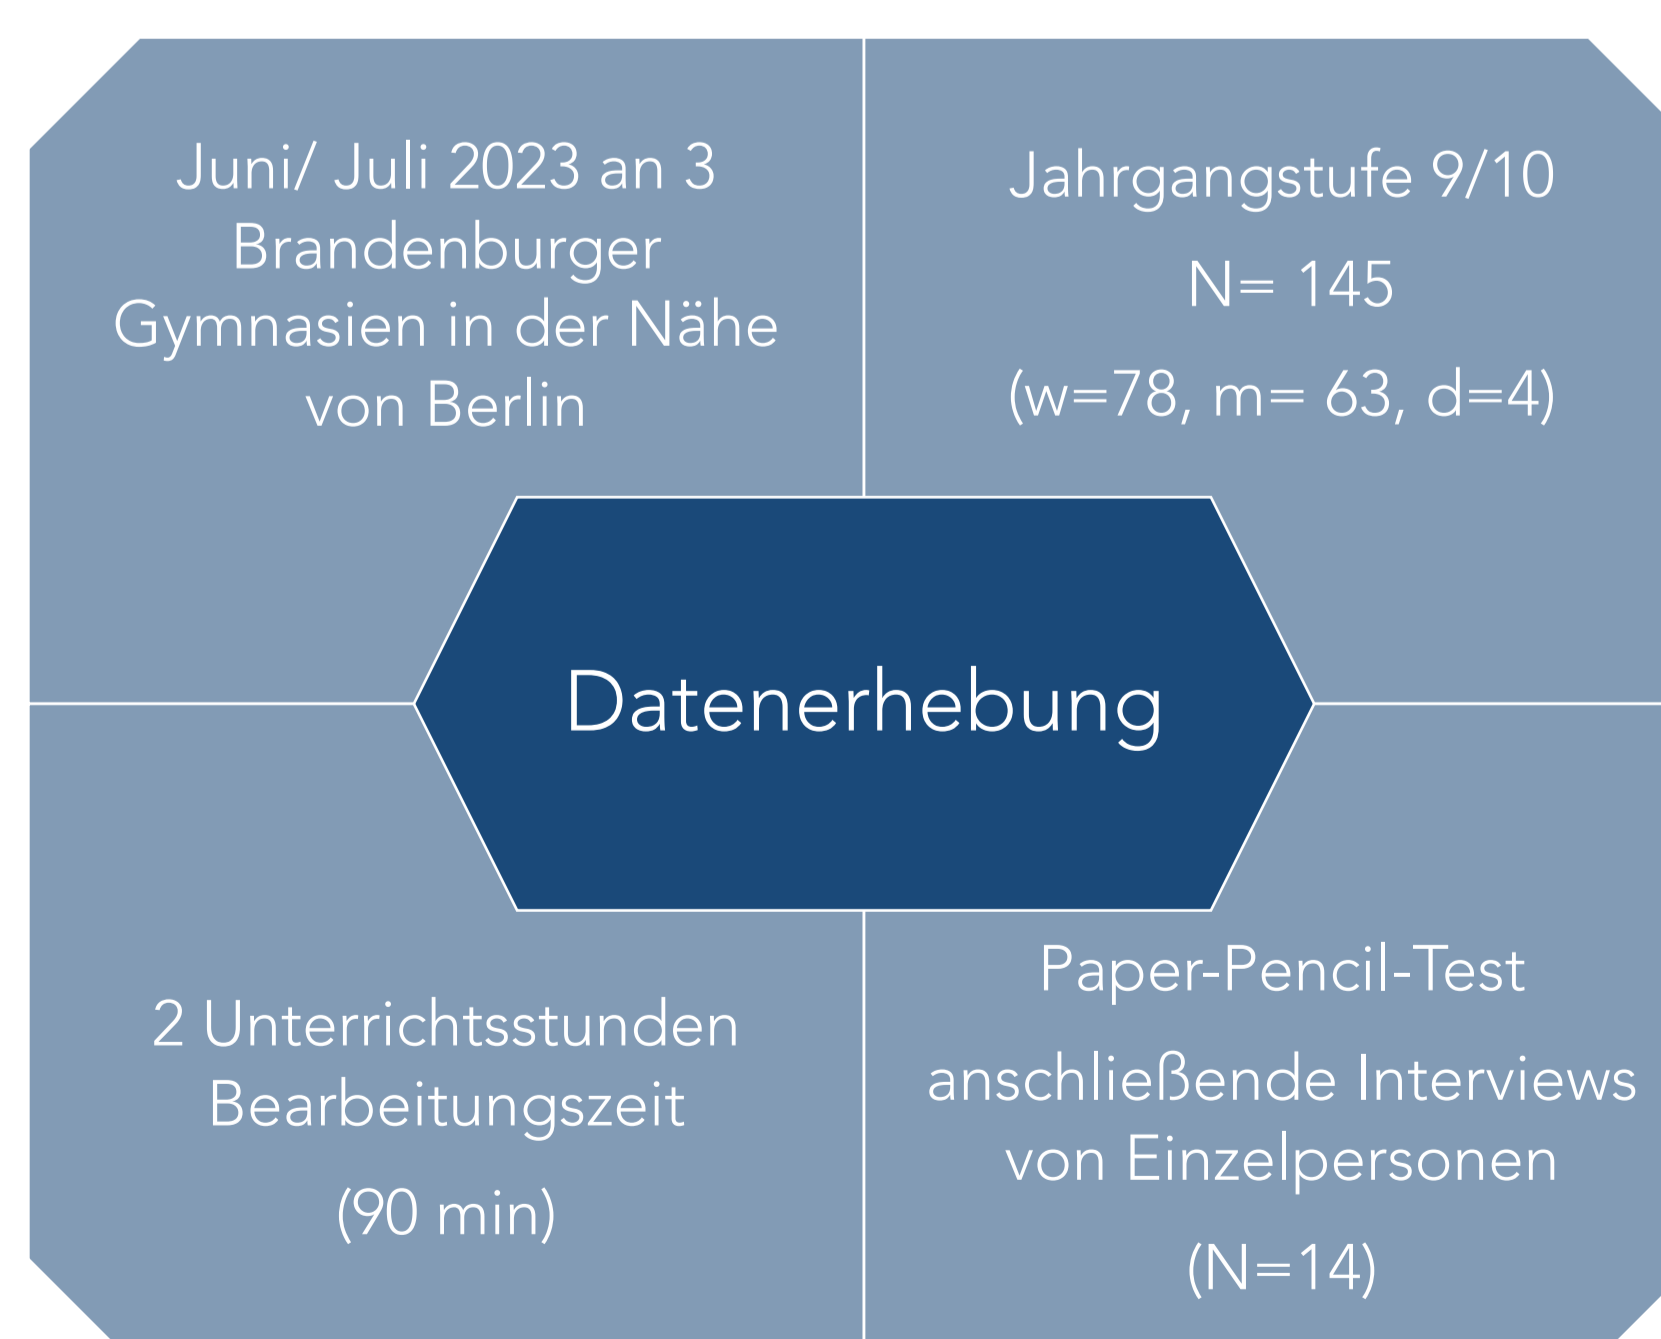 Juni/ Juli 2023 an 3
Brandenburger
Gymnasien in der Nähe
von Berlin
Jahrgangstufe 9/10
N= 145
(w=78, m= 63, d=4)
Datenerhebung
2 Unterrichtsstunden
Bearbeitungszeit
(90 min)
Paper-Pencil-Test
anschließende Interviews
von Einzelpersonen
(N=14)